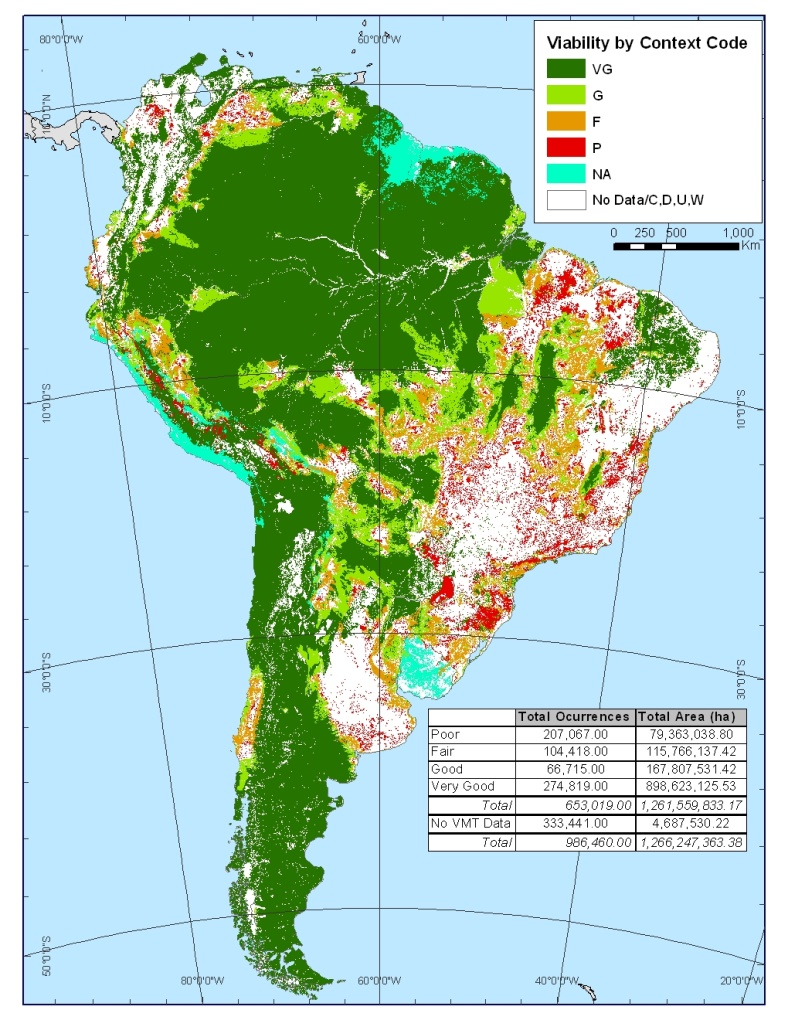 80°0'0"W
60°0'0"W
Viability by Context Code
VG
G
F
P
NA
No Data/C,D,U,W
0 250 500 1,000
Km
10°0'0"N
10°0'0"S
10°0'0"S
30°0'0"S
30°0'0"S
Total Ocurrences Total Area (ha)
Poor 207,067.00 79,363,038.80
Fair 104,418.00 115,766,137.42
Good 66,715.00 167,807,531.42
Very Good 274,819.00 898,623,125.53
Total 653,019.00 1,261,559,833.17
No VMT Data 333,441.00 4,687,530.22
Total 986,460.00 1,266,247,363.38
50°0'0"S
80°0'0"W
60°0'0"W
40°0'0"W
20°0'0"W